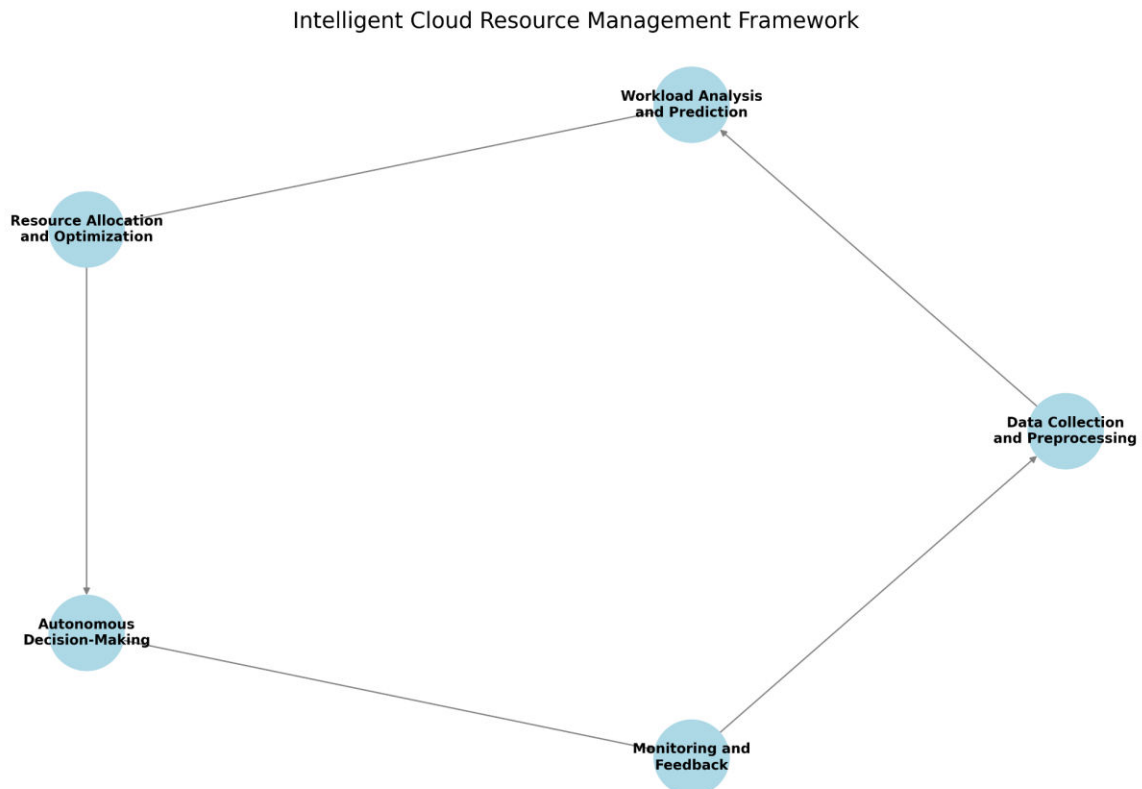 Intelligent Cloud Resource Management Framework
Workload Analysis
and Prediction
Resource Allocation
and Optimization
Data Collection
and Preprocessing
Autonomous
Decision-Making
Monitoring and
Feedback